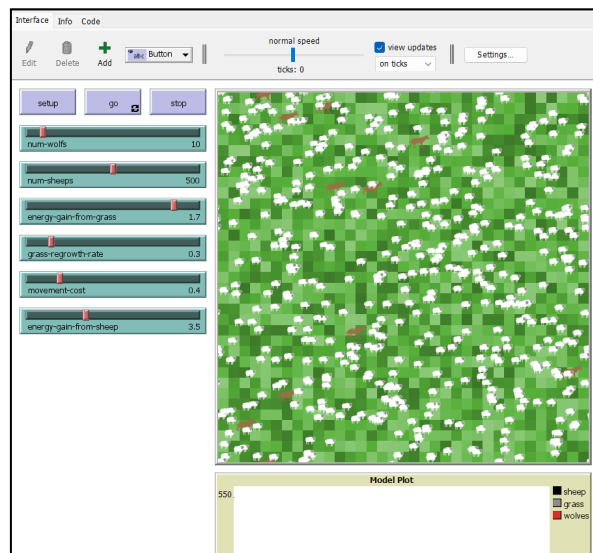 Interface Info Code
Edit Delete Add abc Button normal speed view updates
ticks: 0 on ticks Settings...
setup go stop
num-wolfs 10
num-sheeps 500
energy-gain-from-grass 1.7
grass-regrowth-rate 0.3
movement-cost 0.4
energy-gain-from-sheep 3.5
Model Plot
550
sheep
grass
wolves